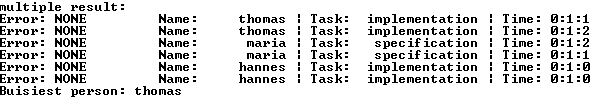 multiple result:
Error: NONE Name: thomas | Task: implementation | Time: 0:1:1
Error: NONE Name: thomas | Task: implementation | Time: 0:1:2
Error: NONE Name: maria | Task: specification | Time: 0:1:2
Error: NONE Name: maria | Task: specification | Time: 0:1:1
Error: NONE Name: hannes | Task: implementation | Time: 0:1:0
Error: NONE Name: hannes | Task: implementation | Time: 0:1:0
Buisiest person: thomas